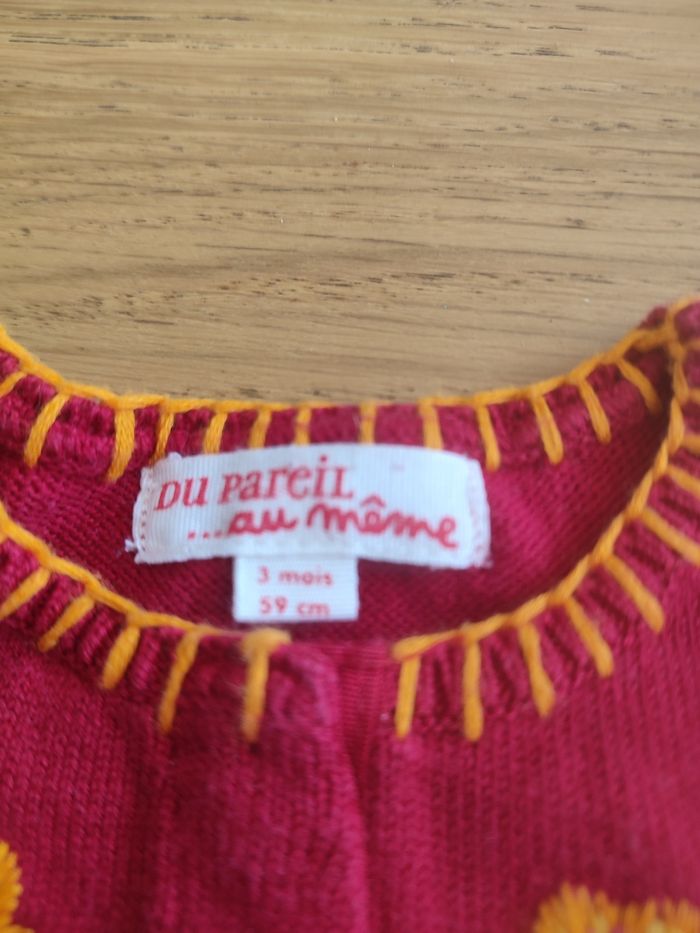 DU PAREIL
...au même
3 mois
59 cm